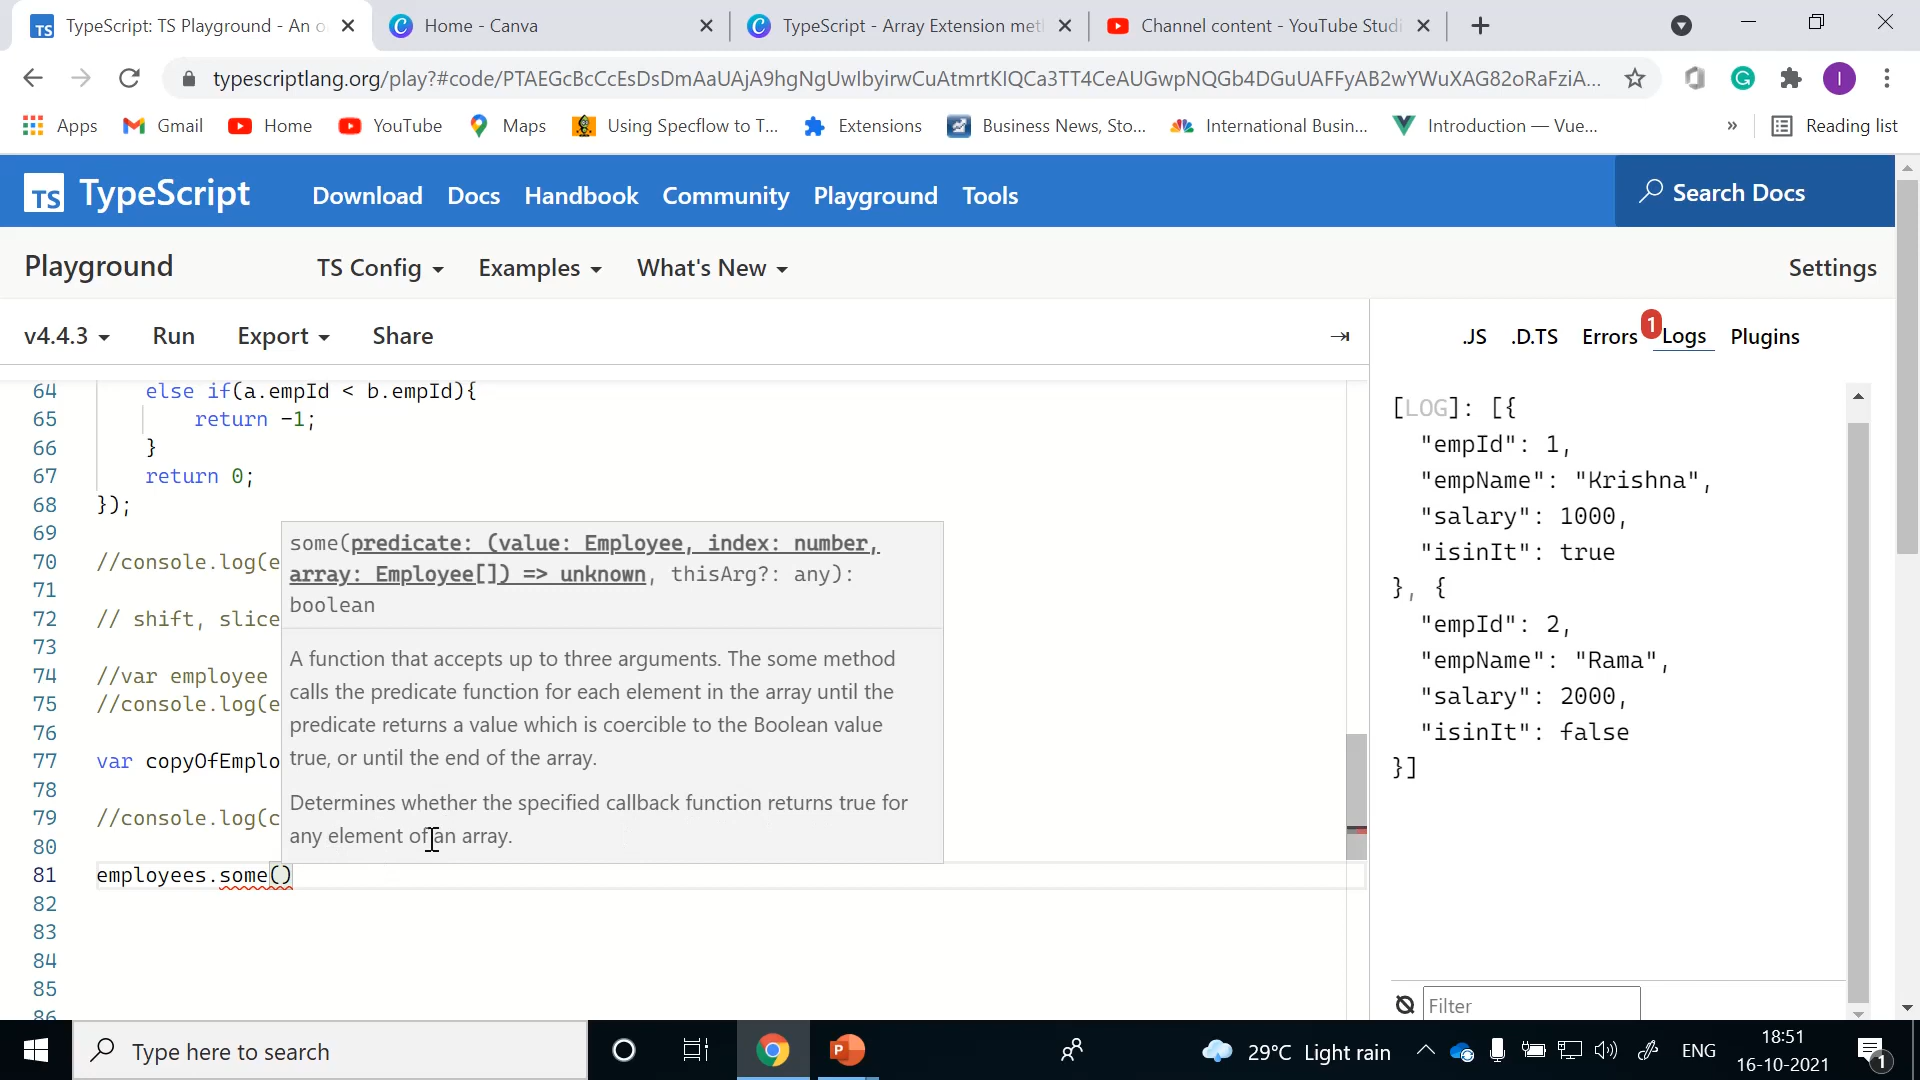 TypeScript: TS Playground - An o
Home - Canva
TypeScript - Array Extension met
Channel content - YouTube Studi
typescriptlang.org/play?#code/PTAEGcBcCcEsDsDmAaUAjA9hgNgUwIbyirwCuAtmrtKIQCa3TT4CeAUGwpNQGb4DGuUAFFyAB2wYWuXAG82oRaFziA...
Apps
Gmail
Home
YouTube
Maps
Using Specflow to T...
Extensions
Business News, Sto...
International Busin...
Introduction — Vue...
»
Reading list
TS TypeScript
Download
Docs
Handbook
Community
Playground
Tools
Search Docs
Playground
TS Config
Examples
What's New
Settings
v4.4.3
Run
Export
Share
.JS
.D.TS
Errors
1
Logs
Plugins
64 else if(a.empId < b.empId){
65 return -1;
66 }
67 return 0;
68 });
69
70 //console.log(e
71
72 // shift, slice
73
74 //var employee
75 //console.log(e
76
77 var copyOfEmplo
78
79 //console.log(c
80
81 employees.some()
82
83
84
85
86
some(predicate: (value: Employee, index: number,
array: Employee[]) => unknown, thisArg?: any):
boolean
A function that accepts up to three arguments. The some method
calls the predicate function for each element in the array until the
predicate returns a value which is coercible to the Boolean value
true, or until the end of the array.
Determines whether the specified callback function returns true for
any element of an array.
[LOG]: [{
"empId": 1,
"empName": "Krishna",
"salary": 1000,
"isinIt": true
}, {
"empId": 2,
"empName": "Rama",
"salary": 2000,
"isinIt": false
}]
Filter
Type here to search
29°C Light rain
ENG
18:51
16-10-2021
1